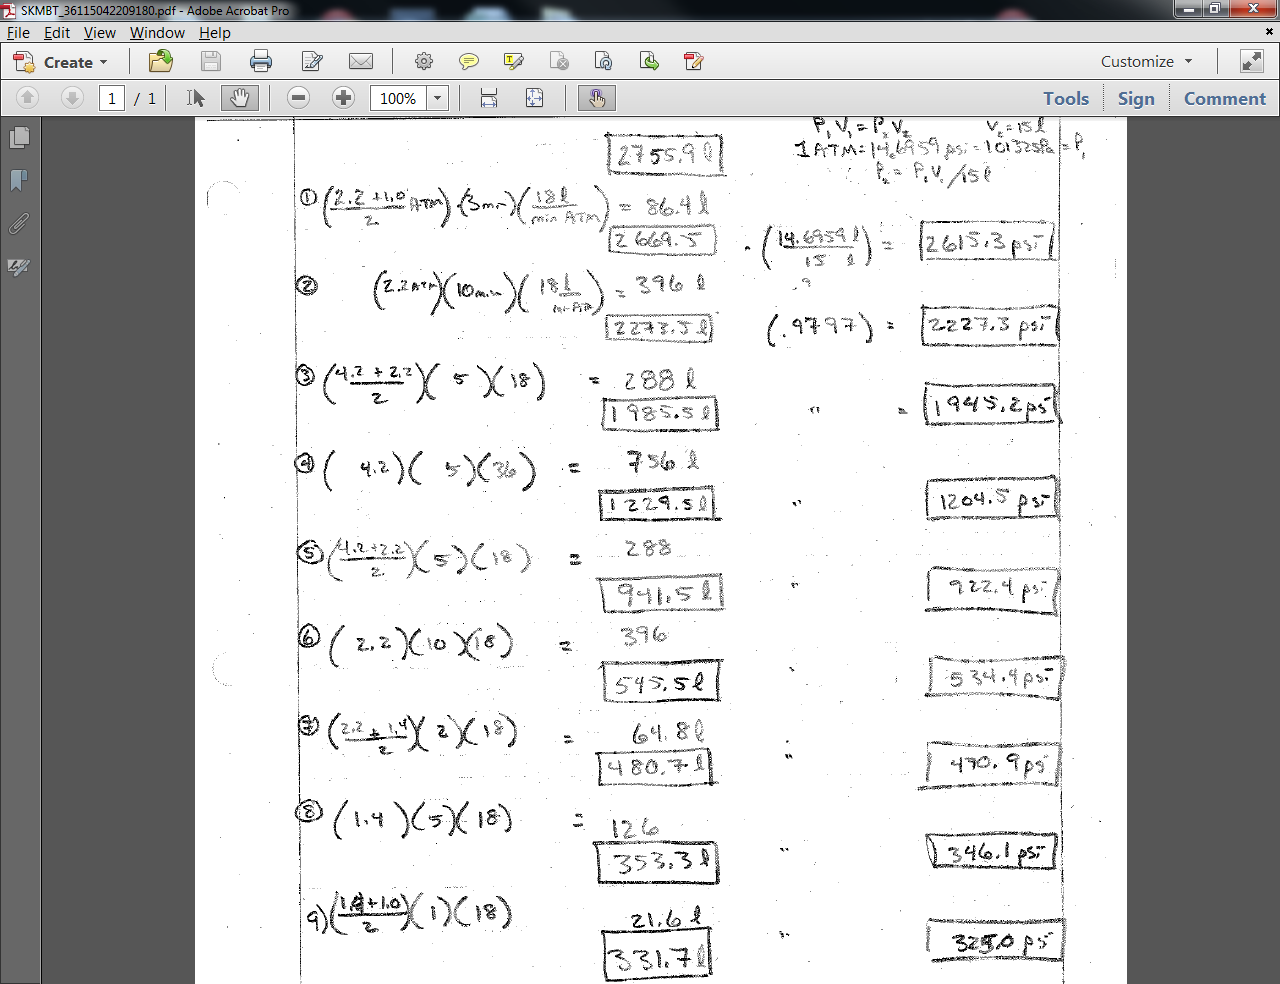 SKMBT_36115042209180.pdf - Adobe Acrobat Pro
File Edit View Window Help
Create Customize
1 / 1 100% Tools Sign Comment
P₁V₁ = P₂V₂ V₂ = 15 l
2755.9 l 1 ATM = 14.6959 psi = 101325 Pa = P₁
P₂ = P₁V₁/15 l
① ((2.2 + 1.0)/2 ATM)·(3 min)(18 l/min ATM) = 86.4 l
2669.5 · (14.6959 l/15 l) = 2615.3 psi
.9
② (2.2 ATM)(10 min)(18 l/min ATM) = 396 l
2273.5 l (.9797) = 2227.3 psi
③ ((4.2 + 2.2)/2)(5)(18) = 288 l
1985.5 l " = 1945.2 psi
④ (4.2)(5)(36) = 756 l
1229.5 l " 1204.5 psi
⑤ ((4.2 + 2.2)/2)(5)(18) = 288
941.5 l " 922.4 psi
⑥ (2.2)(10)(18) = 396
545.5 l " 534.4 psi
⑦ ((2.2 + 1.4)/2)(2)(18) = 64.8 l
480.7 l " 470.9 psi
⑧ (1.4)(5)(18) = 126
353.3 l " 346.1 psi
9) ((1.4 + 1.0)/2)(1)(18) 21.6 l
331.7 l " 325.0 psi